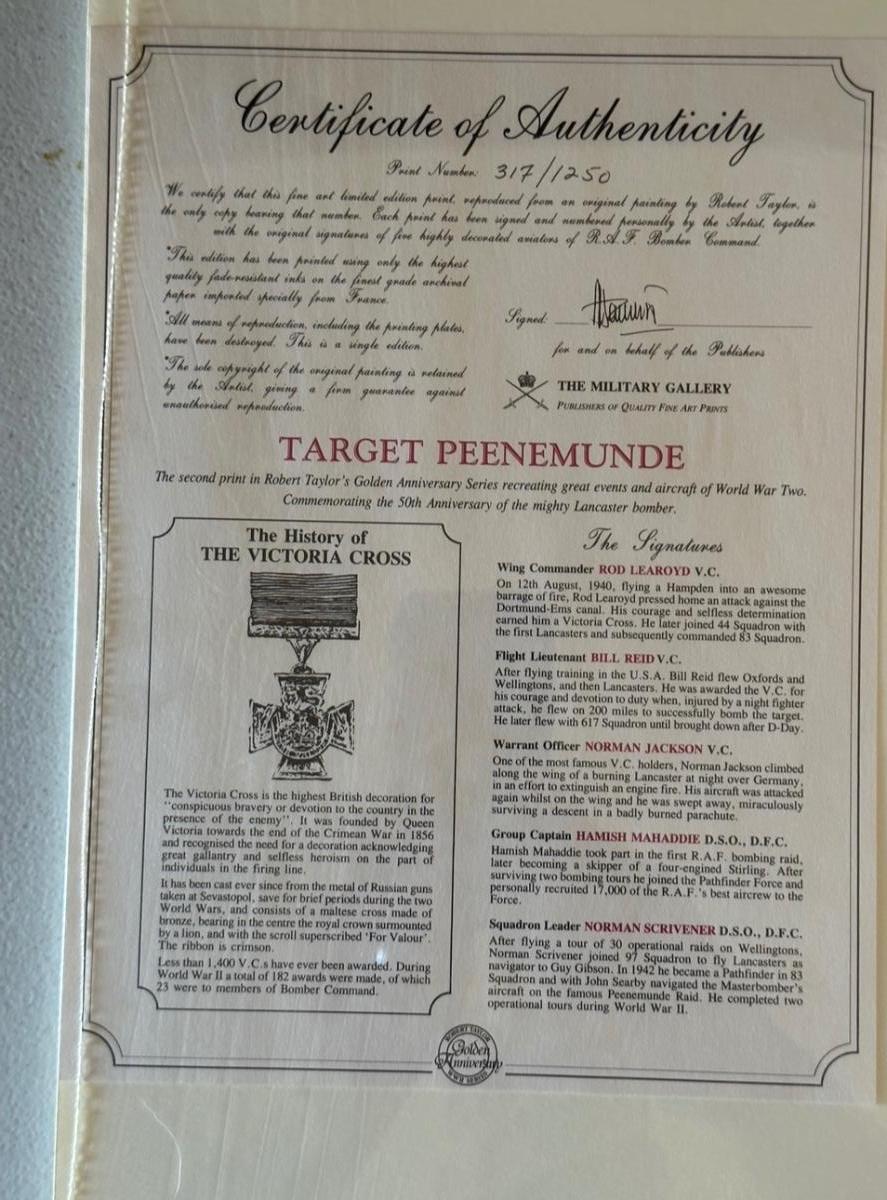 Certificate of Authenticity
Print Number: 317/1250
We certify that this fine art limited edition print, reproduced from an original painting by Robert Taylor, is
the only copy bearing that number. Each print has been signed and numbered personally by the Artist, together
with the original signatures of five highly decorated aviators of R.A.F. Bomber Command.
*This edition has been printed using only the highest
quality fade-resistant inks on the finest grade archival
paper imported specially from France.
*All means of reproduction, including the printing plates,
have been destroyed. This is a single edition.
*The sole copyright of the original painting is retained
by the Artist, giving a firm guarantee against
unauthorised reproduction.
Signed:
for and on behalf of the Publishers
THE MILITARY GALLERY
PUBLISHERS OF QUALITY FINE ART PRINTS
TARGET PEENEMUNDE
The second print in Robert Taylor's Golden Anniversary Series recreating great events and aircraft of World War Two.
Commemorating the 50th Anniversary of the mighty Lancaster bomber.
The History of
THE VICTORIA CROSS
The Victoria Cross is the highest British decoration for
"conspicuous bravery or devotion to the country in the
presence of the enemy". It was founded by Queen
Victoria towards the end of the Crimean War in 1856
and recognised the need for a decoration acknowledging
great gallantry and selfless heroism on the part of
individuals in the firing line.
It has been cast ever since from the metal of Russian guns
taken at Sevastopol, save for brief periods during the two
World Wars, and consists of a maltese cross made of
bronze, bearing in the centre the royal crown surmounted
by a lion, and with the scroll superscribed 'For Valour'.
The ribbon is crimson.
Less than 1,400 V.C.s have ever been awarded. During
World War II a total of 182 awards were made, of which
23 were to members of Bomber Command.
The Signatures
Wing Commander ROD LEAROYD V.C.
On 12th August, 1940, flying a Hampden into an awesome
barrage of fire, Rod Learoyd pressed home an attack against the
Dortmund-Ems canal. His courage and selfless determination
earned him a Victoria Cross. He later joined 44 Squadron with
the first Lancasters and subsequently commanded 83 Squadron.
Flight Lieutenant BILL REID V.C.
After flying training in the U.S.A. Bill Reid flew Oxfords and
Wellingtons, and then Lancasters. He was awarded the V.C. for
his courage and devotion to duty when, injured by a night fighter
attack, he flew on 200 miles to successfully bomb the target.
He later flew with 617 Squadron until brought down after D-Day.
Warrant Officer NORMAN JACKSON V.C.
One of the most famous V.C. holders, Norman Jackson climbed
along the wing of a burning Lancaster at night over Germany,
in an effort to extinguish an engine fire. His aircraft was attacked
again whilst on the wing and he was swept away, miraculously
surviving a descent in a badly burned parachute.
Group Captain HAMISH MAHADDIE D.S.O., D.F.C.
Hamish Mahaddie took part in the first R.A.F. bombing raid,
later becoming a skipper of a four-engined Stirling. After
surviving two bombing tours he joined the Pathfinder Force and
personally recruited 17,000 of the R.A.F.'s best aircrew to the
Force.
Squadron Leader NORMAN SCRIVENER D.S.O., D.F.C.
After flying a tour of 30 operational raids on Wellingtons,
Norman Scrivener joined 97 Squadron to fly Lancasters as
navigator to Guy Gibson. In 1942 he became a Pathfinder in 83
Squadron and with John Searby navigated the Masterbomber's
aircraft on the famous Peenemunde Raid. He completed two
operational tours during World War II.
ROBERT TAYLOR
Golden
Anniversary
WWII SERIES